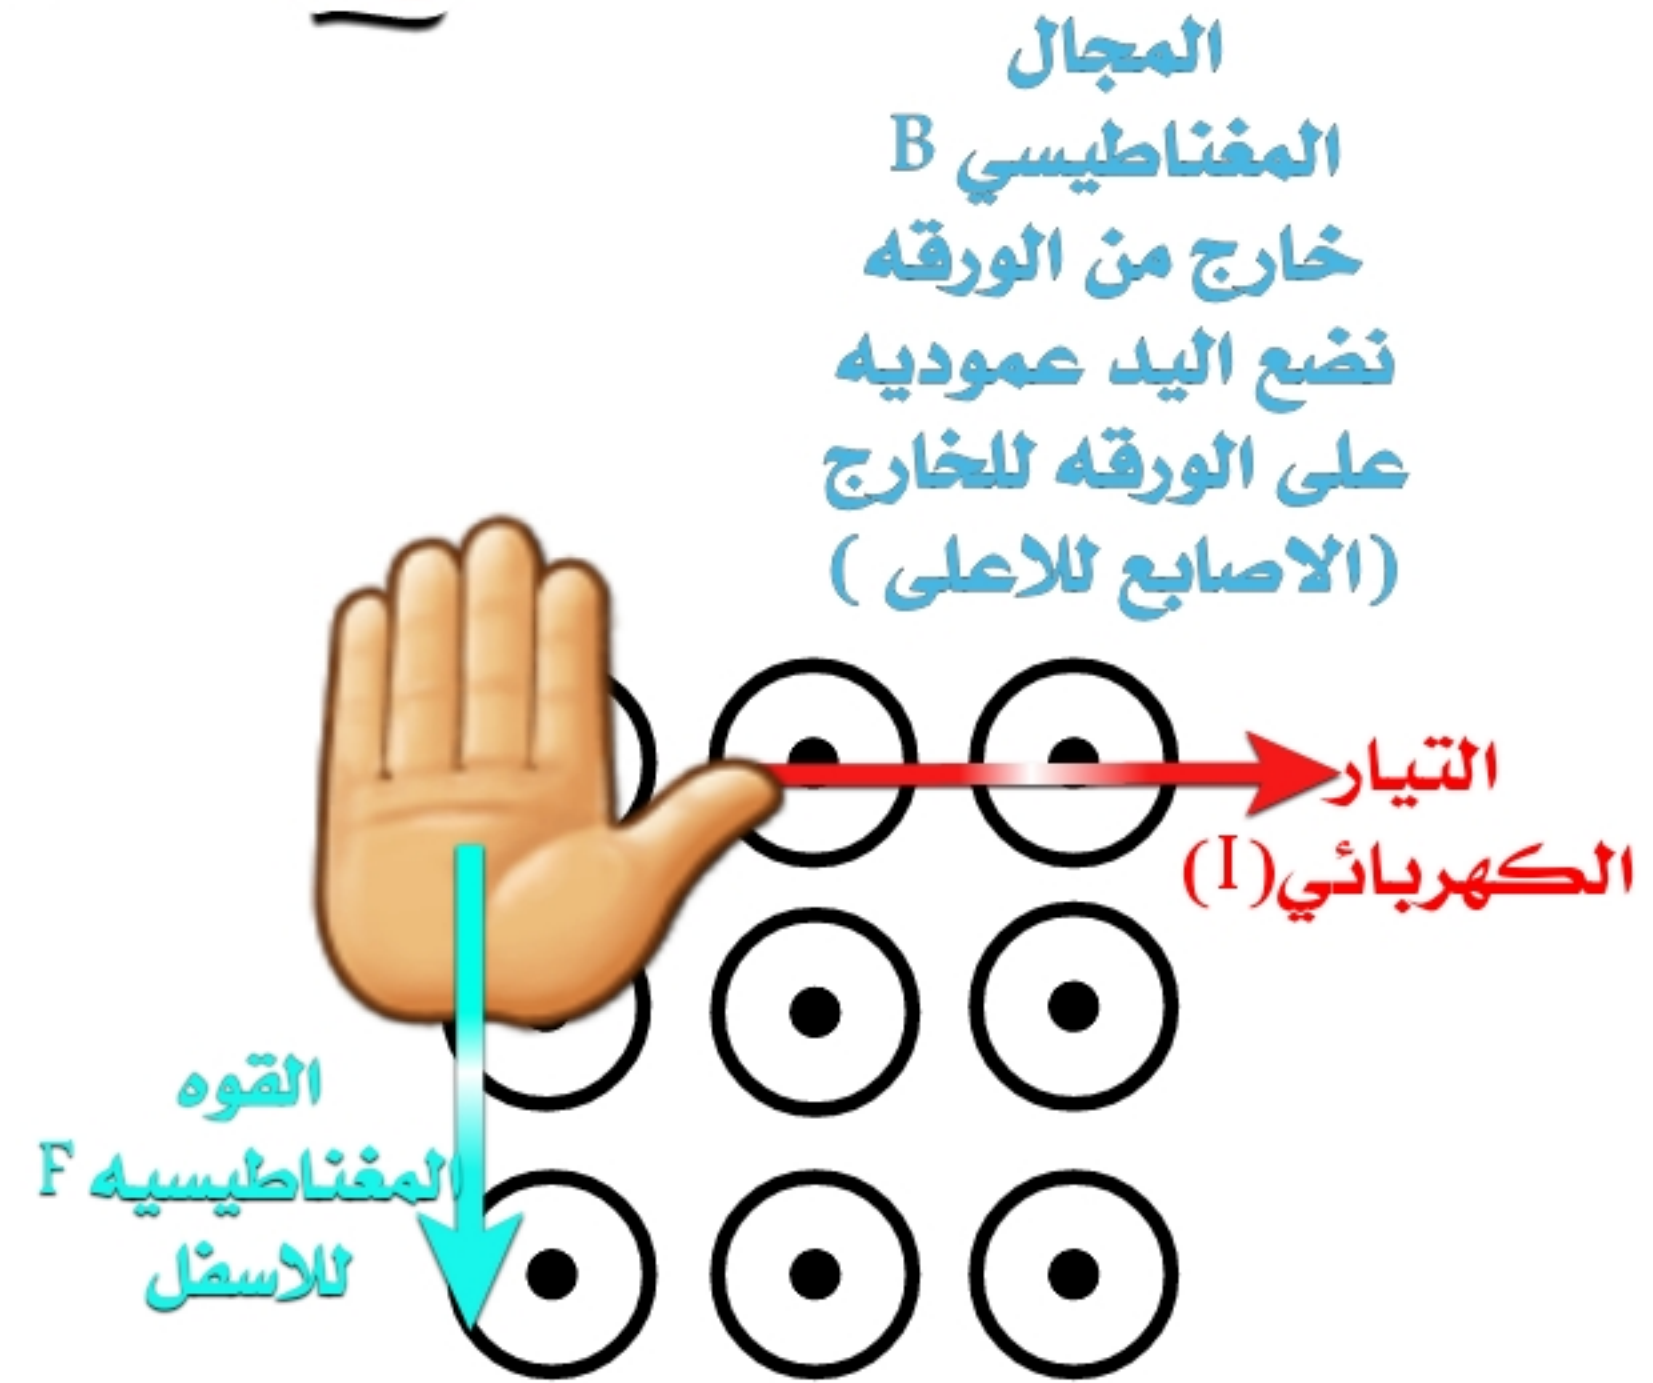 المجال
المغناطيسي B
خارج من الورقه
نضع اليد عموديه
على الورقه للخارج
(الاصابع للاعلى )
التيار
الكهربائي(I)
القوه
المغناطيسيه F
للاسفل